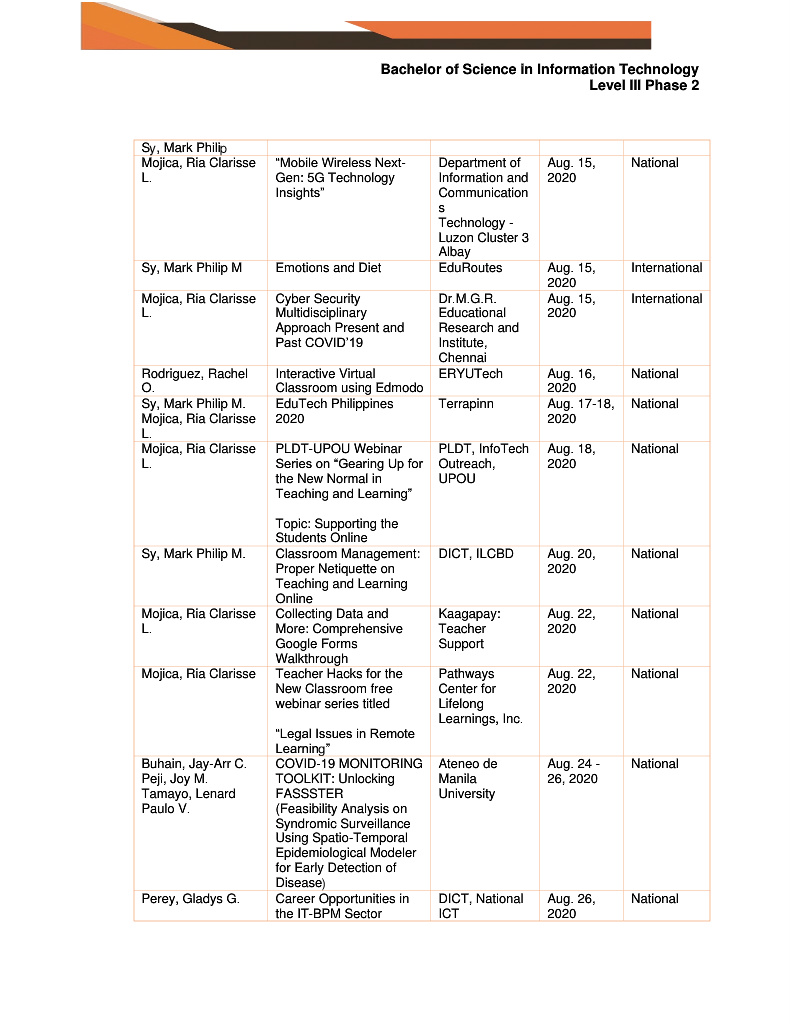 Bachelor of Science in Information Technology
Level III Phase 2
Sy, Mark Philip
Mojica, Ria Clarisse
L.
“Mobile Wireless Next-
Gen: 5G Technology
Insights”
Department of
Information and
Communication
s
Technology -
Luzon Cluster 3
Albay
Aug. 15,
2020
National
Sy, Mark Philip M
Emotions and Diet
EduRoutes
Aug. 15,
2020
International
Mojica, Ria Clarisse
L.
Cyber Security
Multidisciplinary
Approach Present and
Past COVID’19
Dr.M.G.R.
Educational
Research and
Institute,
Chennai
Aug. 15,
2020
International
Rodriguez, Rachel
O.
Interactive Virtual
Classroom using Edmodo
ERYUTech
Aug. 16,
2020
National
Sy, Mark Philip M.
Mojica, Ria Clarisse
L.
EduTech Philippines
2020
Terrapinn
Aug. 17-18,
2020
National
Mojica, Ria Clarisse
L.
PLDT-UPOU Webinar
Series on “Gearing Up for
the New Normal in
Teaching and Learning”
Topic: Supporting the
Students Online
PLDT, InfoTech
Outreach,
UPOU
Aug. 18,
2020
National
Sy, Mark Philip M.
Classroom Management:
Proper Netiquette on
Teaching and Learning
Online
DICT, ILCBD
Aug. 20,
2020
National
Mojica, Ria Clarisse
L.
Collecting Data and
More: Comprehensive
Google Forms
Walkthrough
Kaagapay:
Teacher
Support
Aug. 22,
2020
National
Mojica, Ria Clarisse
Teacher Hacks for the
New Classroom free
webinar series titled
“Legal Issues in Remote
Learning”
Pathways
Center for
Lifelong
Learnings, Inc.
Aug. 22,
2020
National
Buhain, Jay-Arr C.
Peji, Joy M.
Tamayo, Lenard
Paulo V.
COVID-19 MONITORING
TOOLKIT: Unlocking
FASSSTER
(Feasibility Analysis on
Syndromic Surveillance
Using Spatio-Temporal
Epidemiological Modeler
for Early Detection of
Disease)
Ateneo de
Manila
University
Aug. 24 -
26, 2020
National
Perey, Gladys G.
Career Opportunities in
the IT-BPM Sector
DICT, National
ICT
Aug. 26,
2020
National